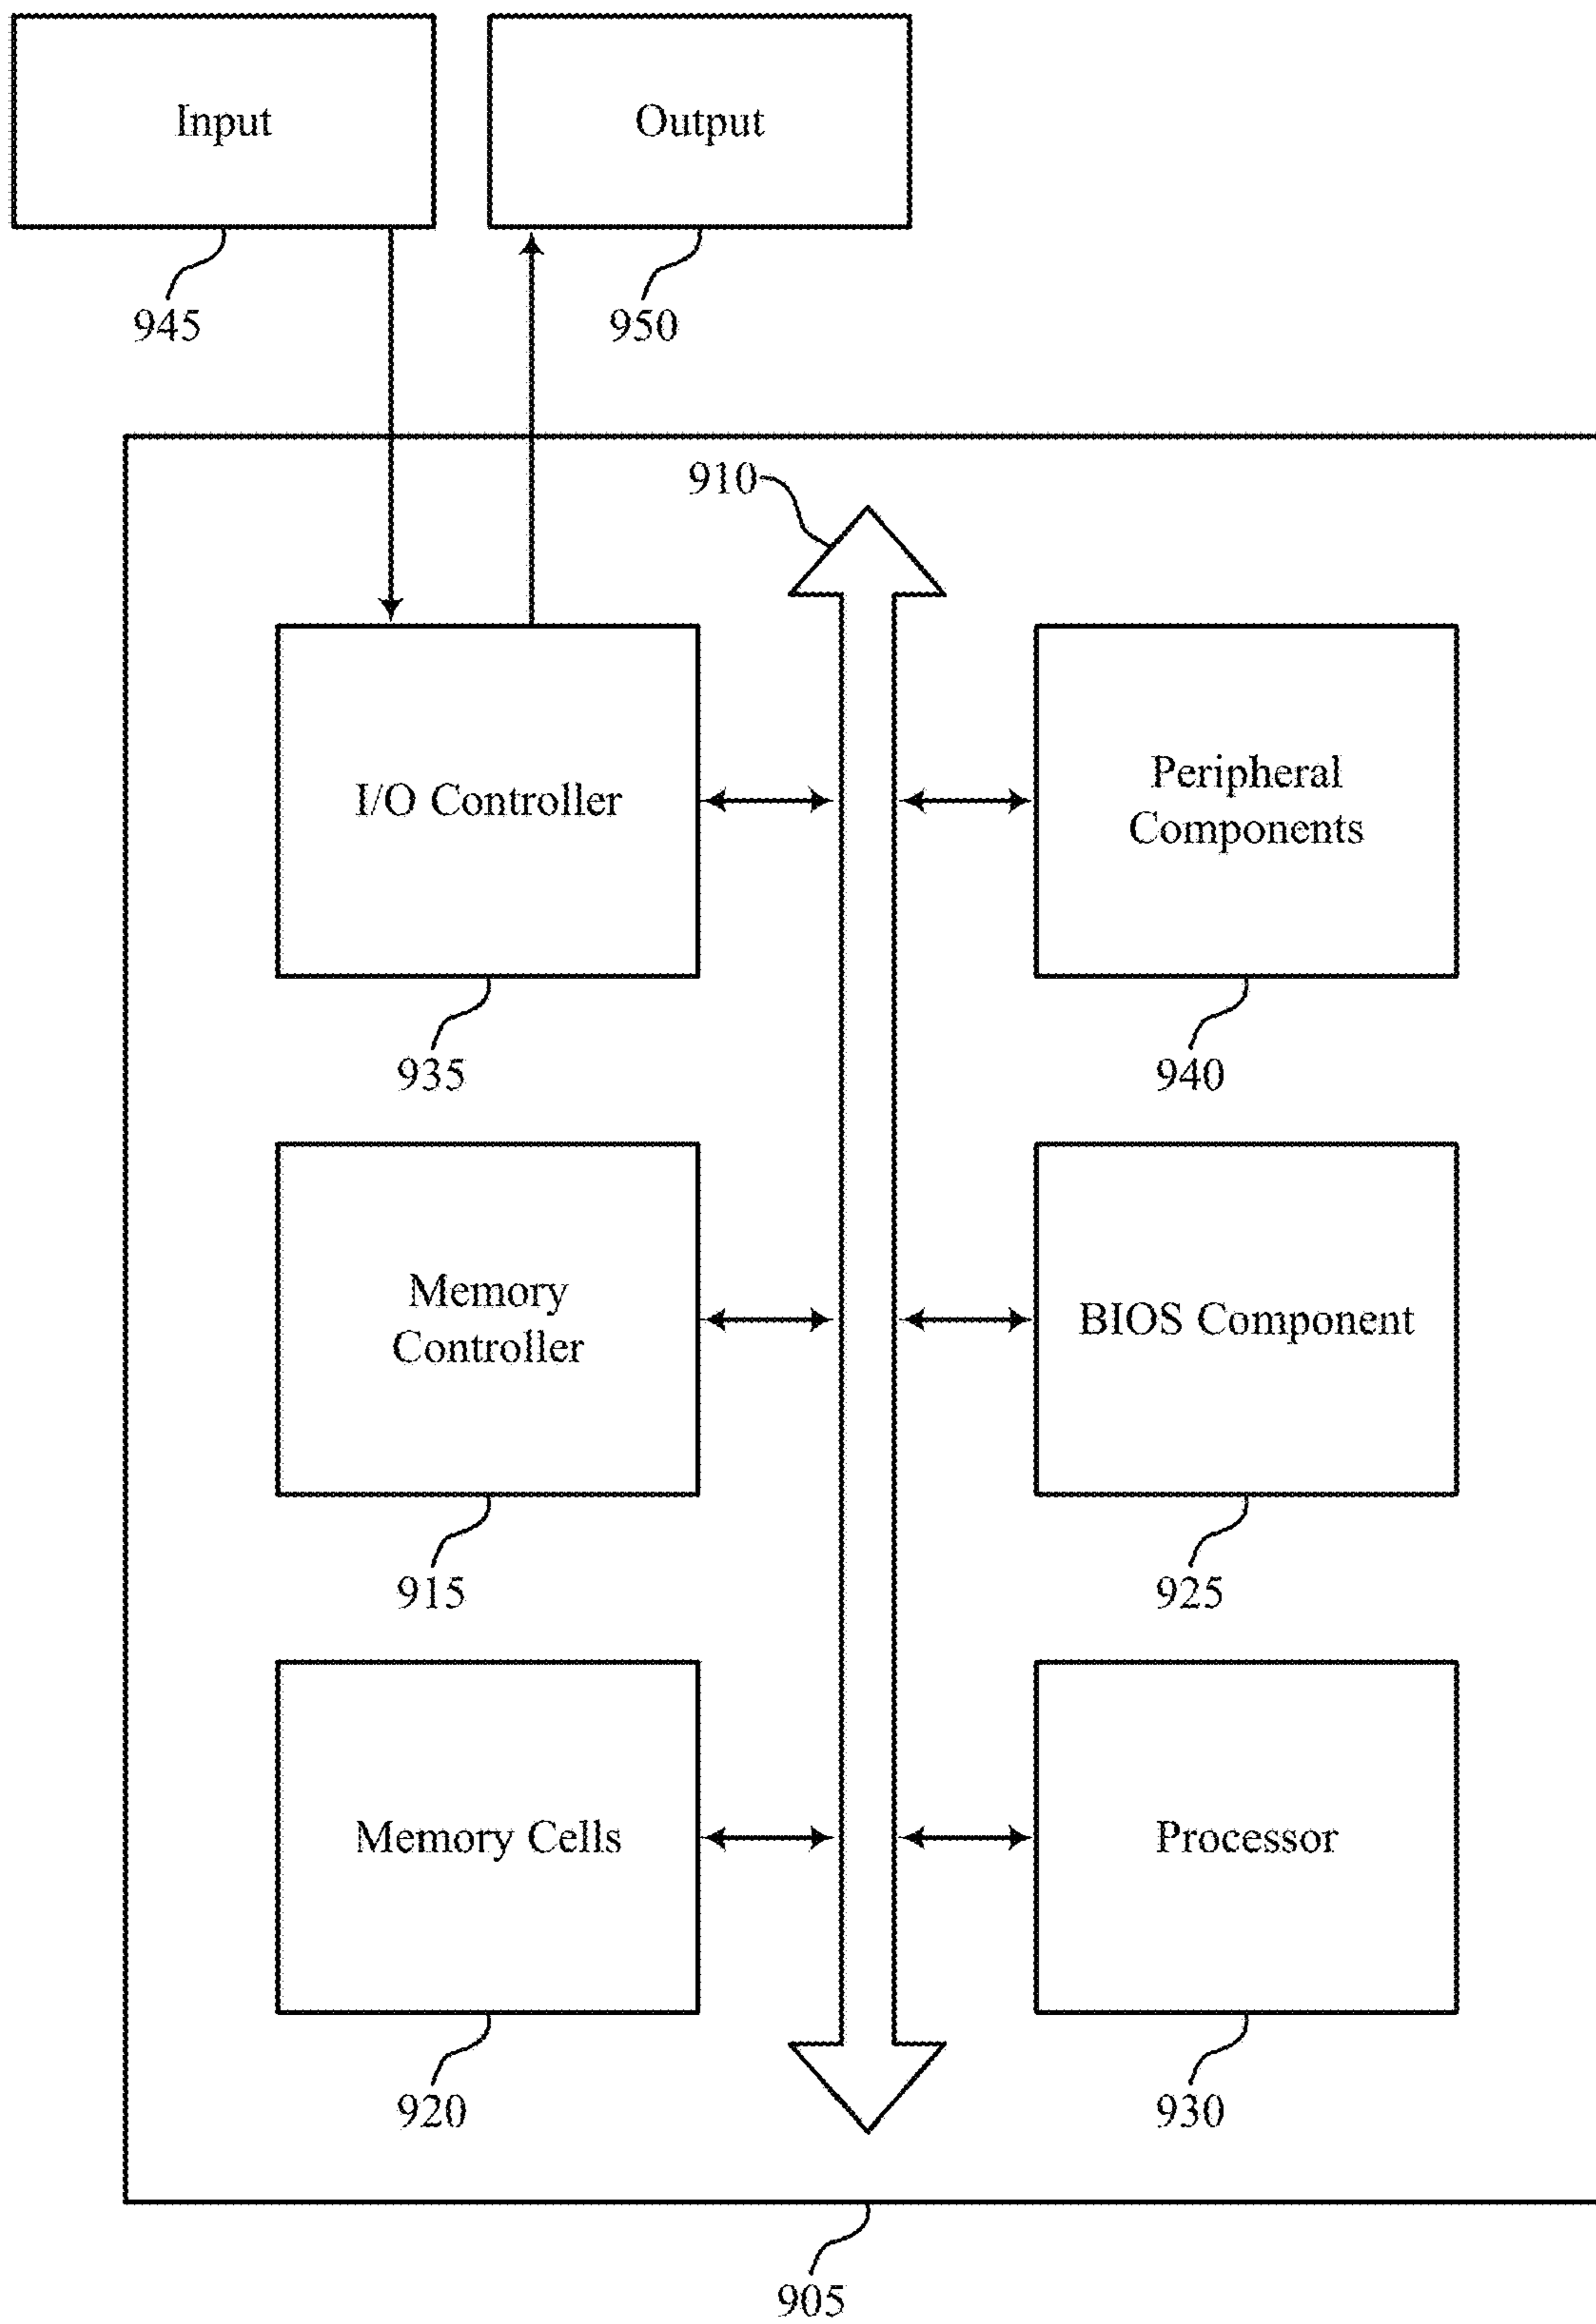 Input
Output
945
950
910
I/O Controller
Peripheral
Components
935
940
Memory
Controller
BIOS Component
915
925
Memory Cells
Processor
920
930
905